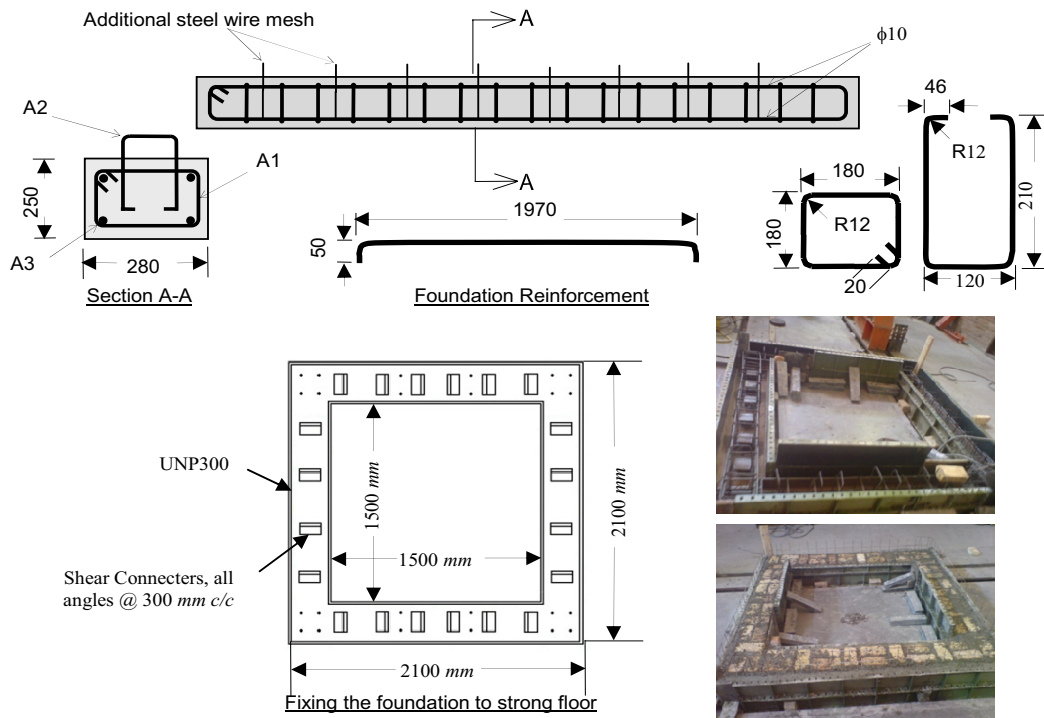 Additional steel wire mesh
A
ϕ10
46
A2
A1
R12
250
A
180
210
1970
180
R12
50
A3
280
20
120
Section A-A
Foundation Reinforcement
UNP300
1500 mm
2100 mm
1500 mm
Shear Connecters, all
angles @ 300 mm c/c
2100 mm
Fixing the foundation to strong floor